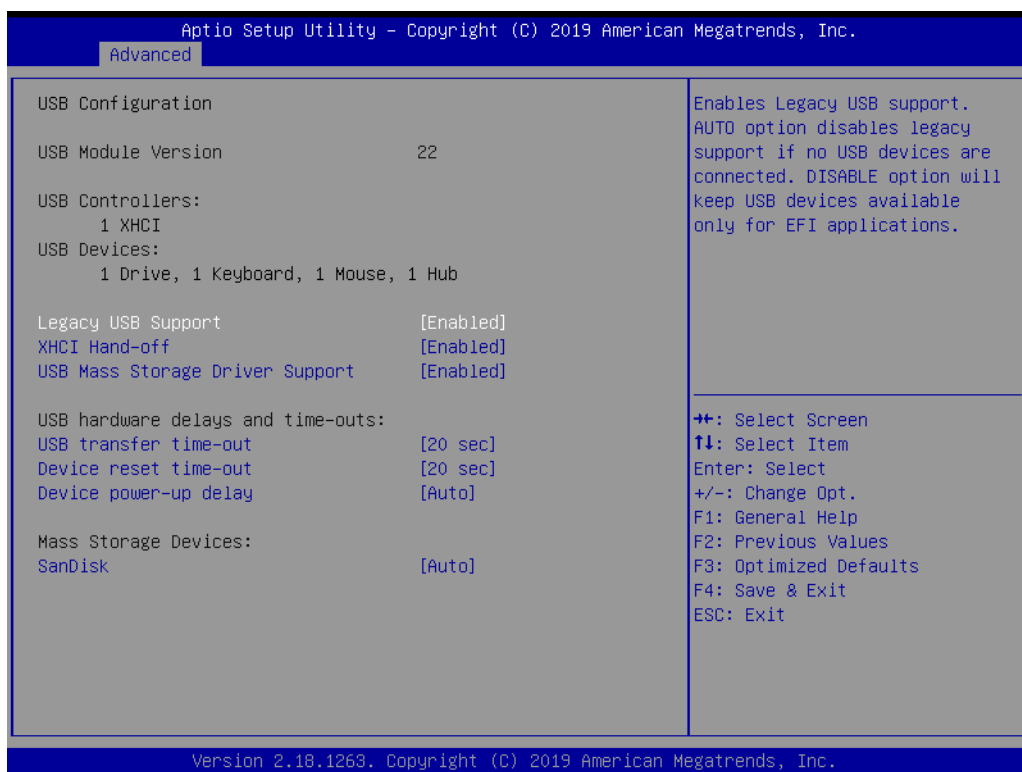 Aptio Setup Utility – Copyright (C) 2019 American Megatrends, Inc.
Advanced
USB Configuration
USB Module Version 22
USB Controllers:
1 XHCI
USB Devices:
1 Drive, 1 Keyboard, 1 Mouse, 1 Hub
Legacy USB Support [Enabled]
XHCI Hand-off [Enabled]
USB Mass Storage Driver Support [Enabled]
USB hardware delays and time-outs:
USB transfer time-out [20 sec]
Device reset time-out [20 sec]
Device power-up delay [Auto]
Mass Storage Devices:
SanDisk [Auto]
Enables Legacy USB support.
AUTO option disables legacy
support if no USB devices are
connected. DISABLE option will
keep USB devices available
only for EFI applications.
→←: Select Screen
↑↓: Select Item
Enter: Select
+/-: Change Opt.
F1: General Help
F2: Previous Values
F3: Optimized Defaults
F4: Save & Exit
ESC: Exit
Version 2.18.1263. Copyright (C) 2019 American Megatrends, Inc.